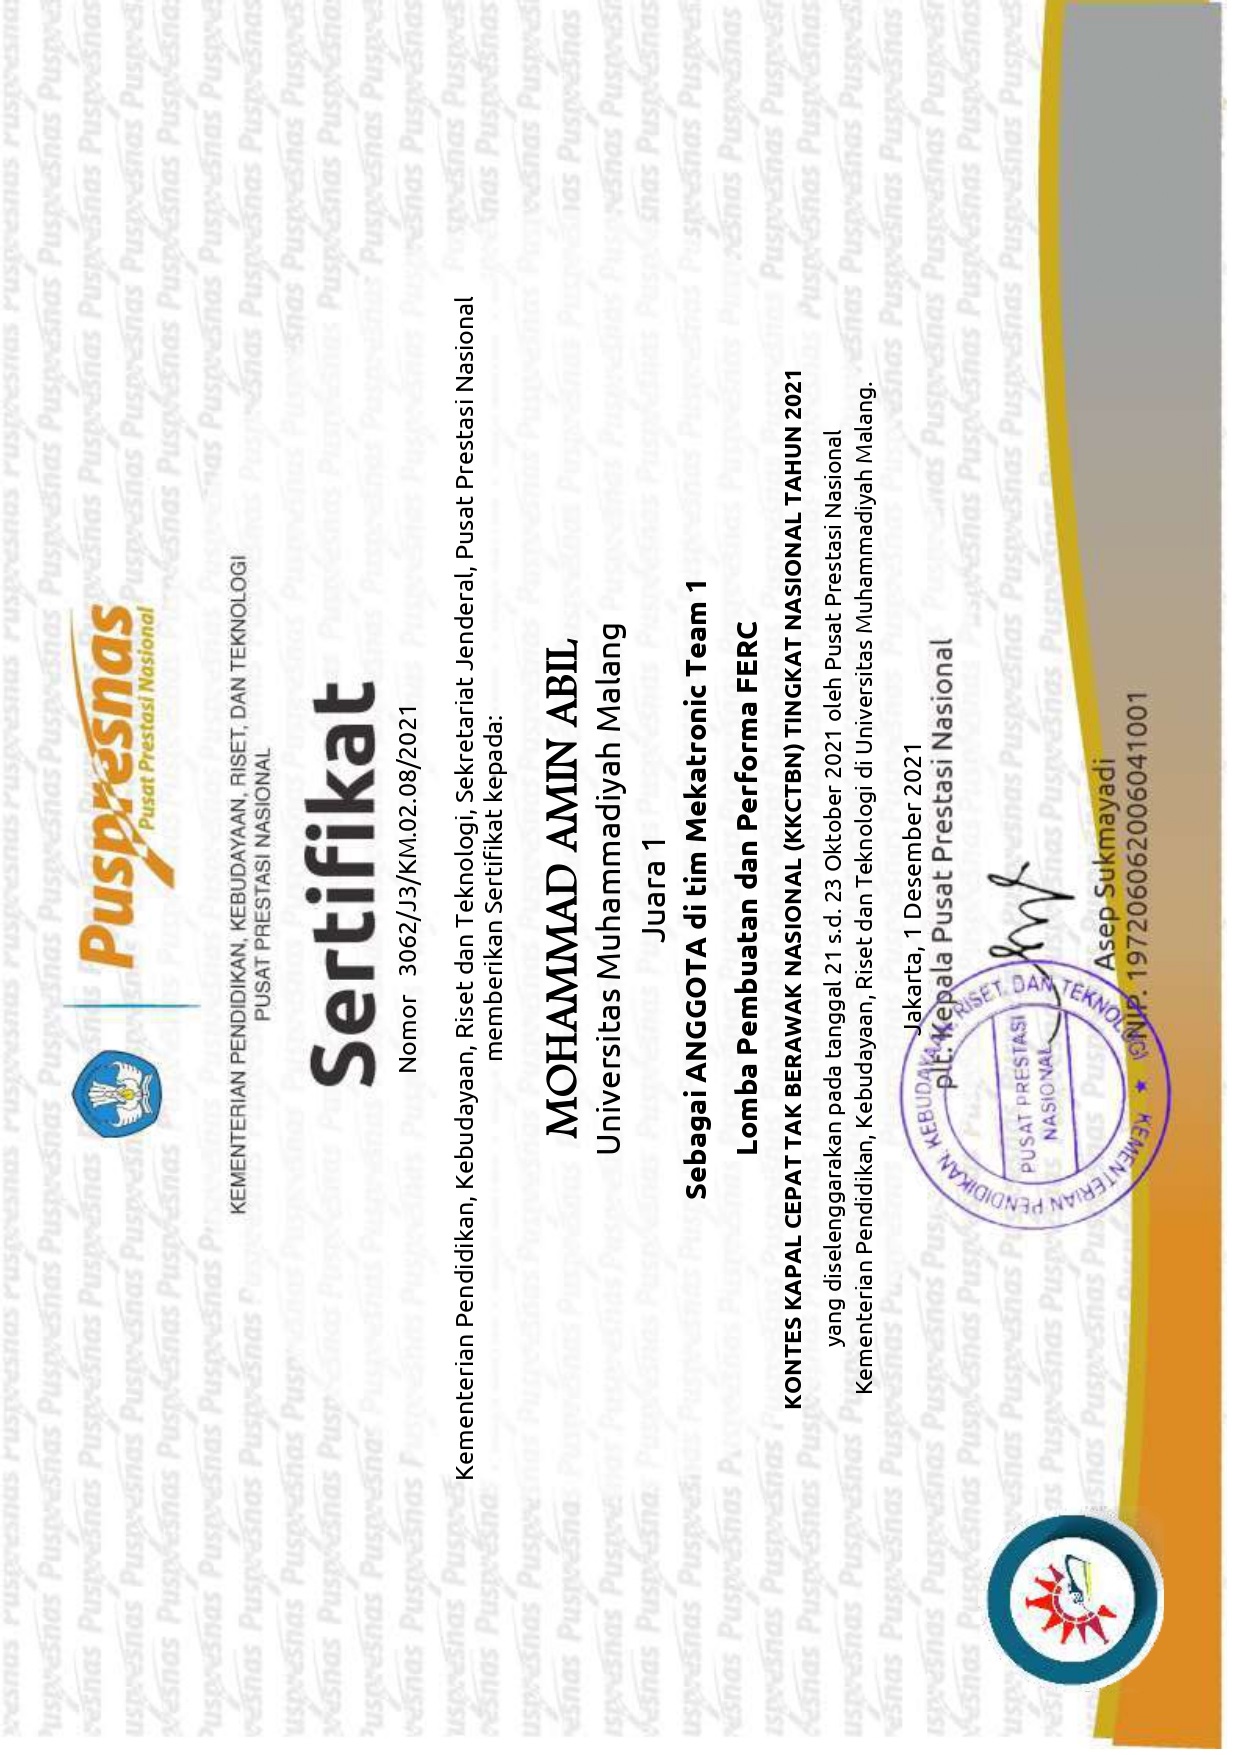 Puspresnas
Pusat Prestasi Nasional
KEMENTERIAN PENDIDIKAN, KEBUDAYAAN, RISET, DAN TEKNOLOGI
PUSAT PRESTASI NASIONAL
Sertifikat
Nomor 3062/J3/KM.02.08/2021
Kementerian Pendidikan, Kebudayaan, Riset dan Teknologi, Sekretariat Jenderal, Pusat Prestasi Nasional
memberikan Sertifikat kepada:
MOHAMMAD AMIN ABIL
Universitas Muhammadiyah Malang
Juara 1
Sebagai ANGGOTA di tim Mekatronic Team 1
Lomba Pembuatan dan Performa FERC
KONTES KAPAL CEPAT TAK BERAWAK NASIONAL (KKCTBN) TINGKAT NASIONAL TAHUN 2021
yang diselenggarakan pada tanggal 21 s.d. 23 Oktober 2021 oleh Pusat Prestasi Nasional
Kementerian Pendidikan, Kebudayaan, Riset dan Teknologi di Universitas Muhammadiyah Malang.
Jakarta, 1 Desember 2021
plt. Kepala Pusat Prestasi Nasional
KEMENTERIAN PENDIDIKAN, KEBUDAYAAN, RISET, DAN TEKNOLOGI
PUSAT PRESTASI
NASIONAL
Asep Sukmayadi
NIP. 197206062006041001